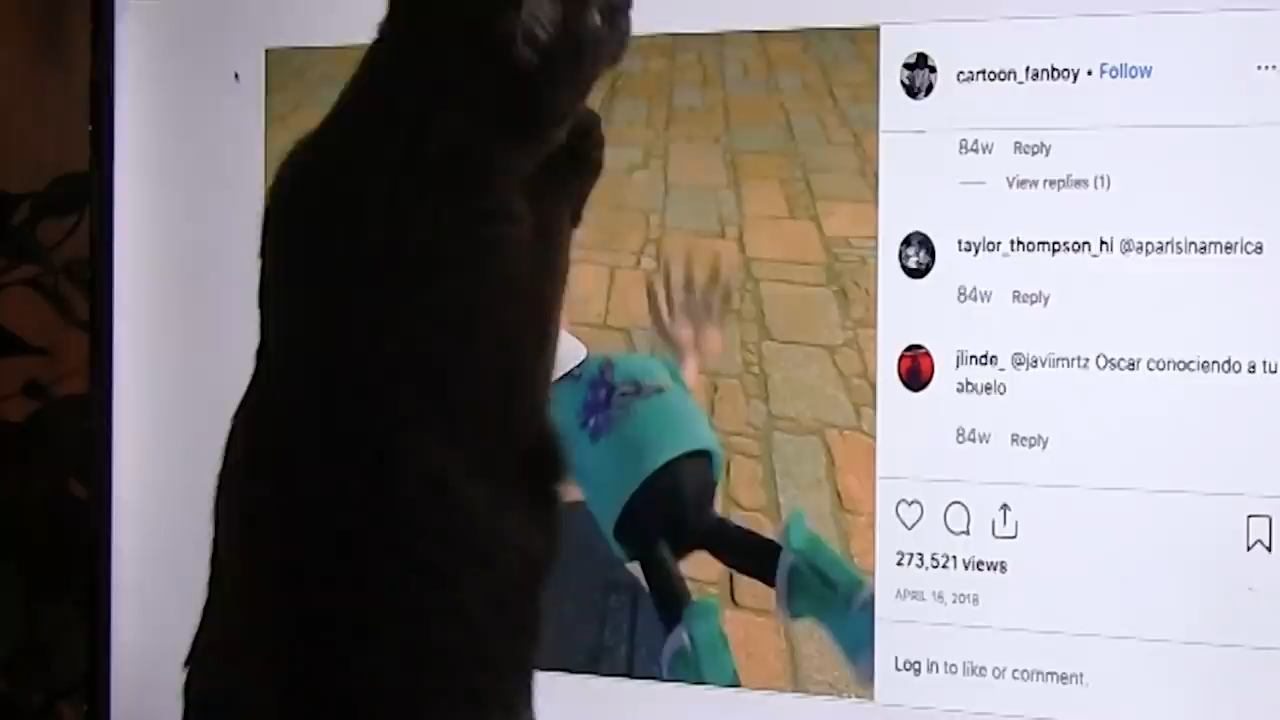 cartoon_fanboy • Follow
84w Reply
View replies (1)
taylor_thompson_hi @aparisinamerica
84w Reply
jlinde_ @javiimrtz Oscar conociendo a tu
abuelo
84w Reply
273,521 views
APRIL 16, 2018
Log in to like or comment.